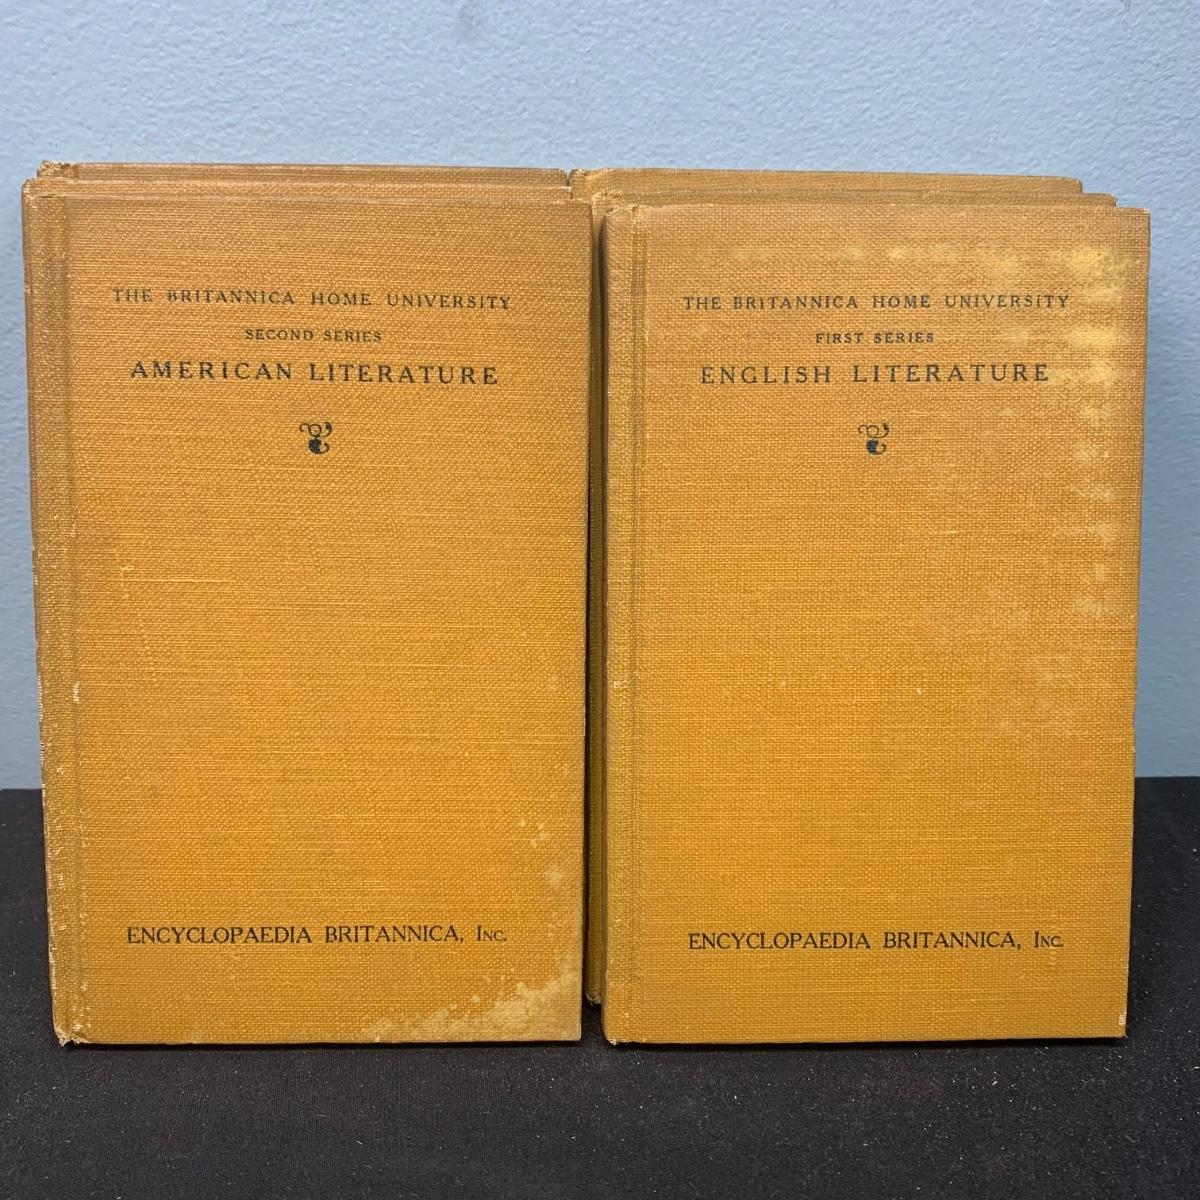 THE BRITANNICA HOME UNIVERSITY
SECOND SERIES
AMERICAN LITERATURE
ENCYCLOPAEDIA BRITANNICA, INC.
THE BRITANNICA HOME UNIVERSITY
FIRST SERIES
ENGLISH LITERATURE
ENCYCLOPAEDIA BRITANNICA, INC.